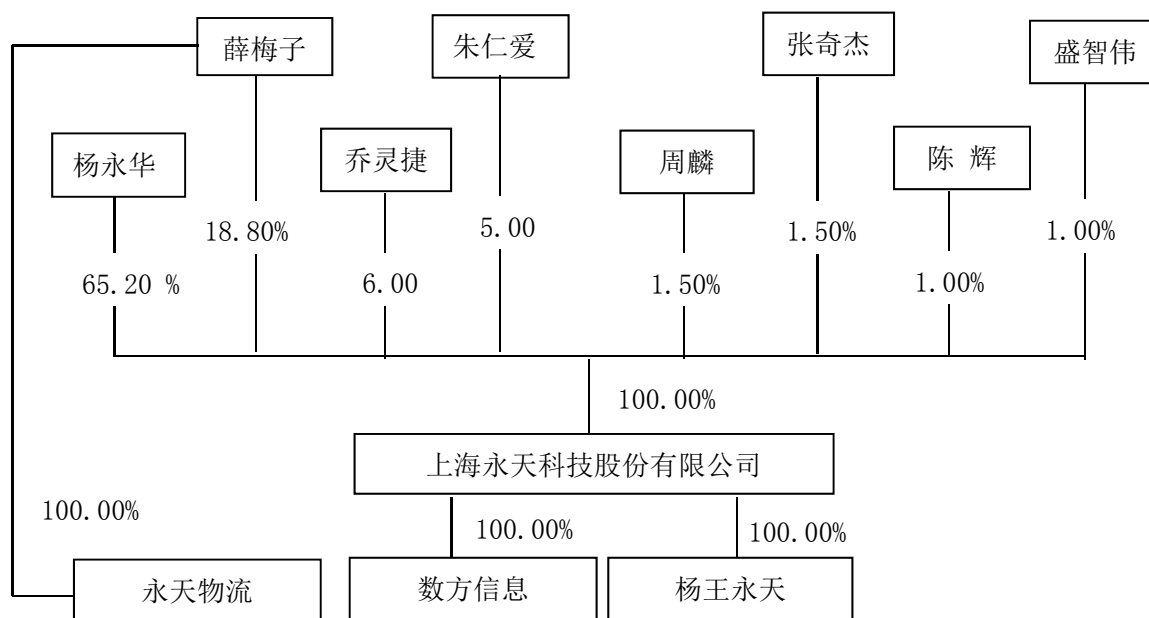 薛梅子
朱仁爱
张奇杰
盛智伟
杨永华
乔灵捷
周麟
陈 辉
18.80%
5.00
1.50%
1.00%
65.20 %
6.00
1.50%
1.00%
100.00%
上海永天科技股份有限公司
100.00%
100.00%
100.00%
永天物流
数方信息
杨王永天